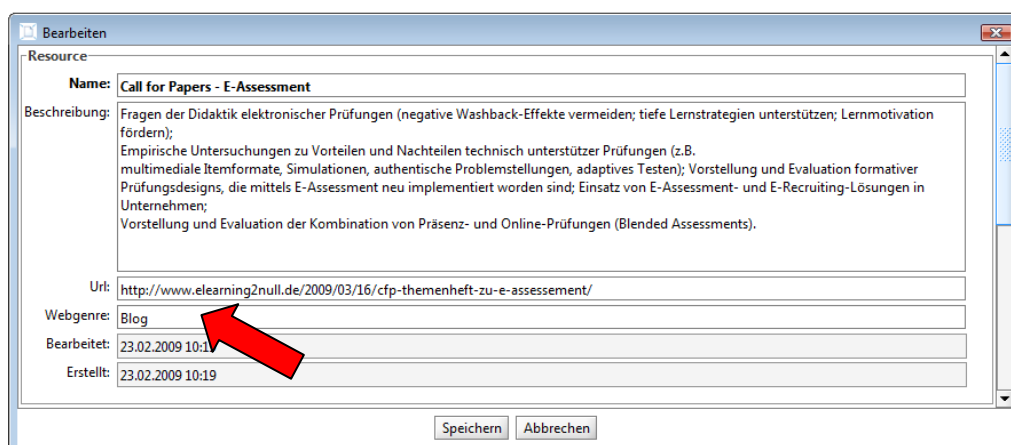 Bearbeiten
Resource
Name: Call for Papers - E-Assessment
Beschreibung: Fragen der Didaktik elektronischer Prüfungen (negative Washback-Effekte vermeiden; tiefe Lernstrategien unterstützen; Lernmotivation
fördern);
Empirische Untersuchungen zu Vorteilen und Nachteilen technisch unterstützer Prüfungen (z.B.
multimediale Itemformate, Simulationen, authentische Problemstellungen, adaptives Testen); Vorstellung und Evaluation formativer
Prüfungsdesigns, die mittels E-Assessment neu implementiert worden sind; Einsatz von E-Assessment- und E-Recruiting-Lösungen in
Unternehmen;
Vorstellung und Evaluation der Kombination von Präsenz- und Online-Prüfungen (Blended Assessments).
Url: http://www.elearning2null.de/2009/03/16/cfp-themenheft-zu-e-assessement/
Webgenre: Blog
Bearbeitet: 23.02.2009
Erstellt: 23.02.2009 10:19
Speichern Abbrechen